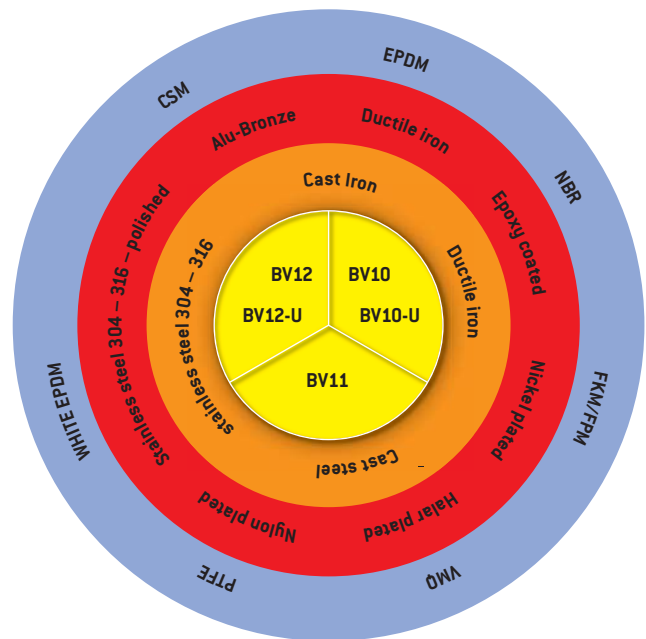 EPDM
NBR
FKM/FPM
VMQ
PTFE
WHITE EPDM
CSM
Alu-Bronze
Ductile iron
Epoxy coated
Nickel plated
Halar plated
Nylon plated
Stainless steel 304 – 316 – polished
Cast Iron
Ductile iron
Cast steel
stainless steel 304 – 316
BV12
BV12-U
BV10
BV10-U
BV11